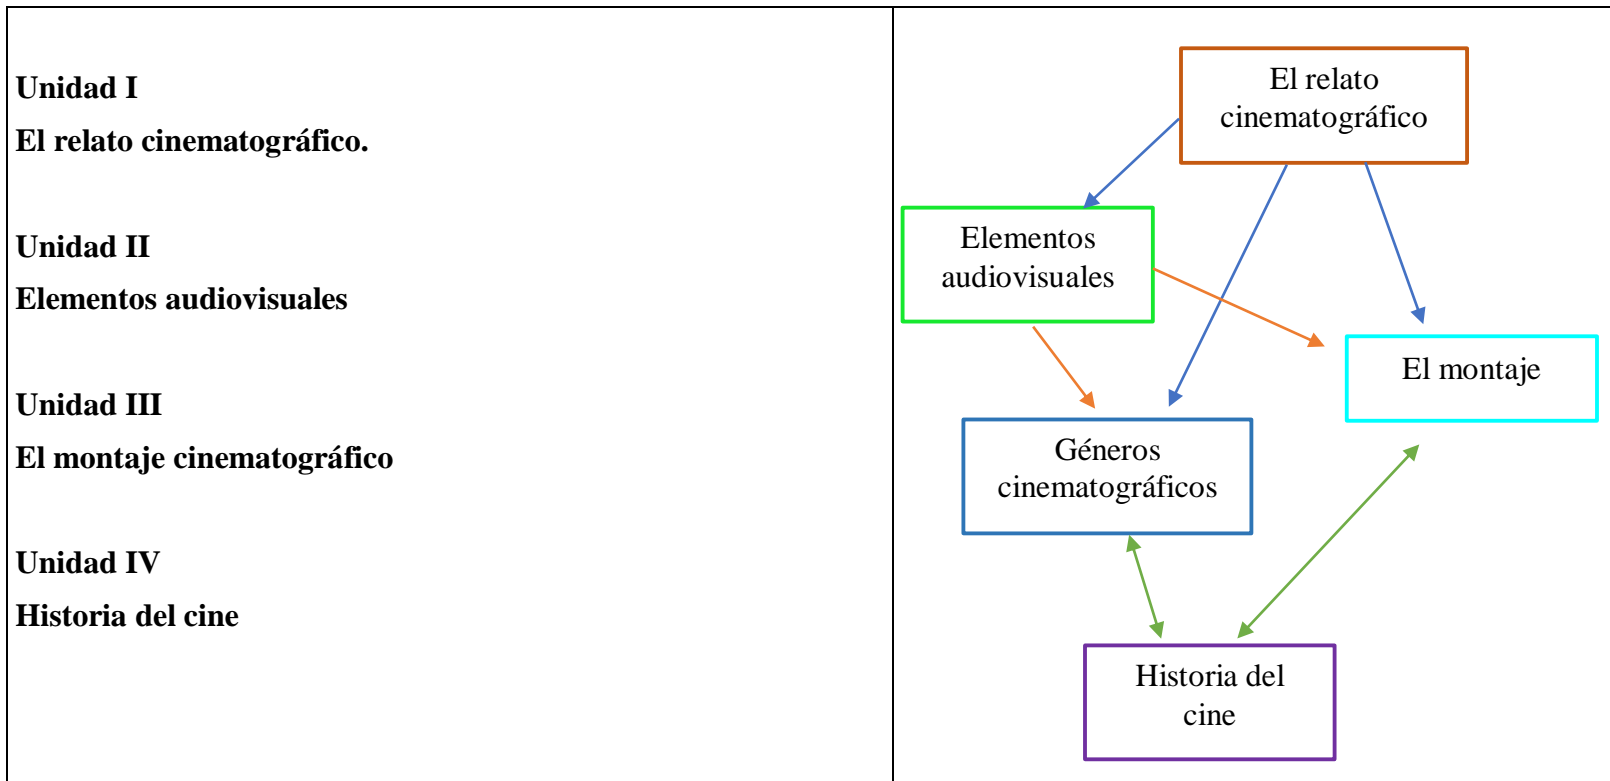 Unidad I
El relato cinematográfico.
Unidad II
Elementos audiovisuales
Unidad III
El montaje cinematográfico
Unidad IV
Historia del cine
El relato
cinematográfico
Elementos
audiovisuales
El montaje
Géneros
cinematográficos
Historia del
cine